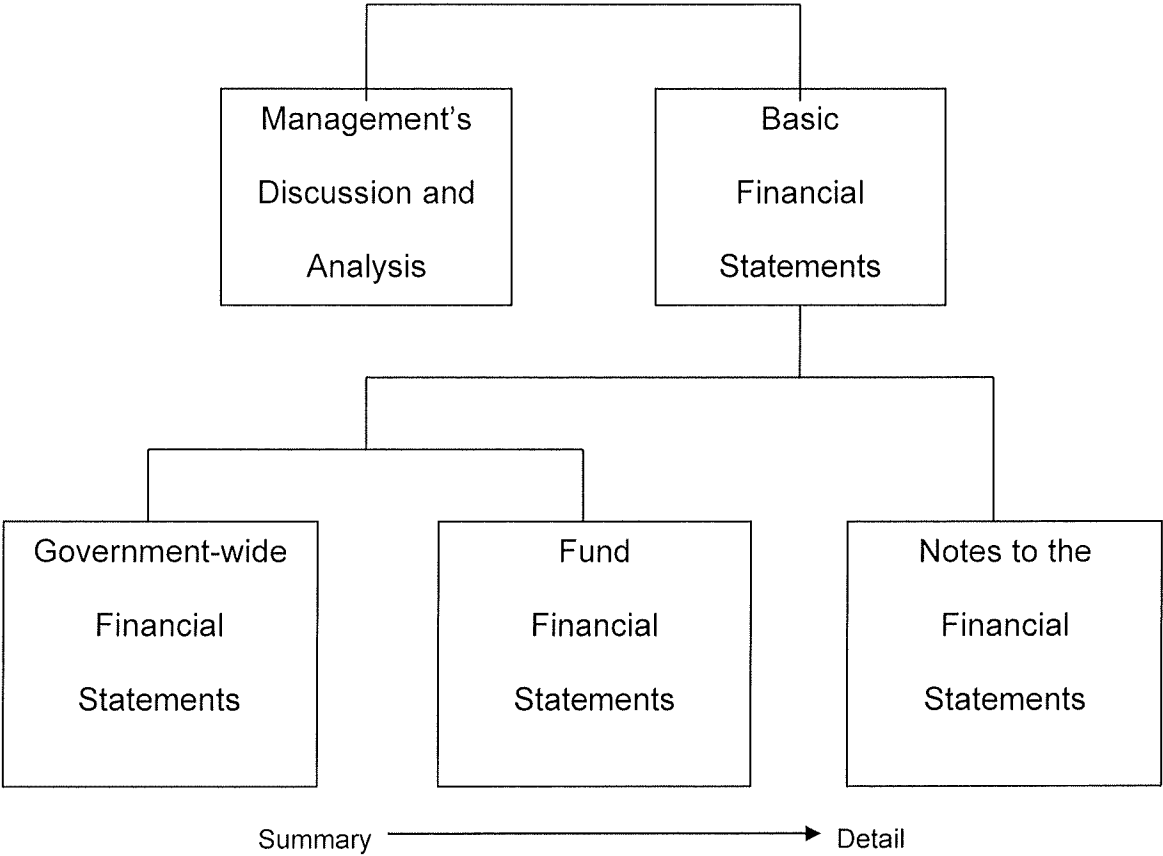 Management's
Discussion and
Analysis
Basic
Financial
Statements
Government-wide
Financial
Statements
Fund
Financial
Statements
Notes to the
Financial
Statements
Summary
Detail